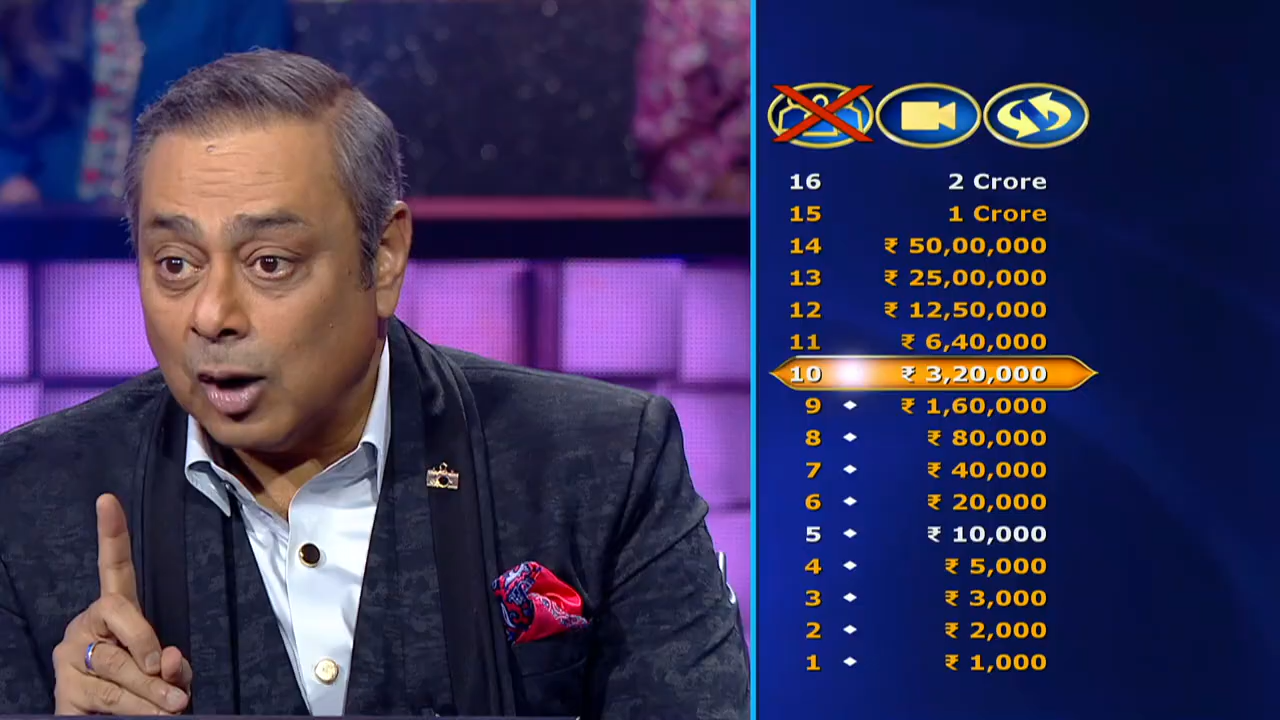 16 2 Crore
15 1 Crore
14 ₹ 50,00,000
13 ₹ 25,00,000
12 ₹ 12,50,000
11 ₹ 6,40,000
10 ₹ 3,20,000
9 ₹ 1,60,000
8 ₹ 80,000
7 ₹ 40,000
6 ₹ 20,000
5 ₹ 10,000
4 ₹ 5,000
3 ₹ 3,000
2 ₹ 2,000
1 ₹ 1,000